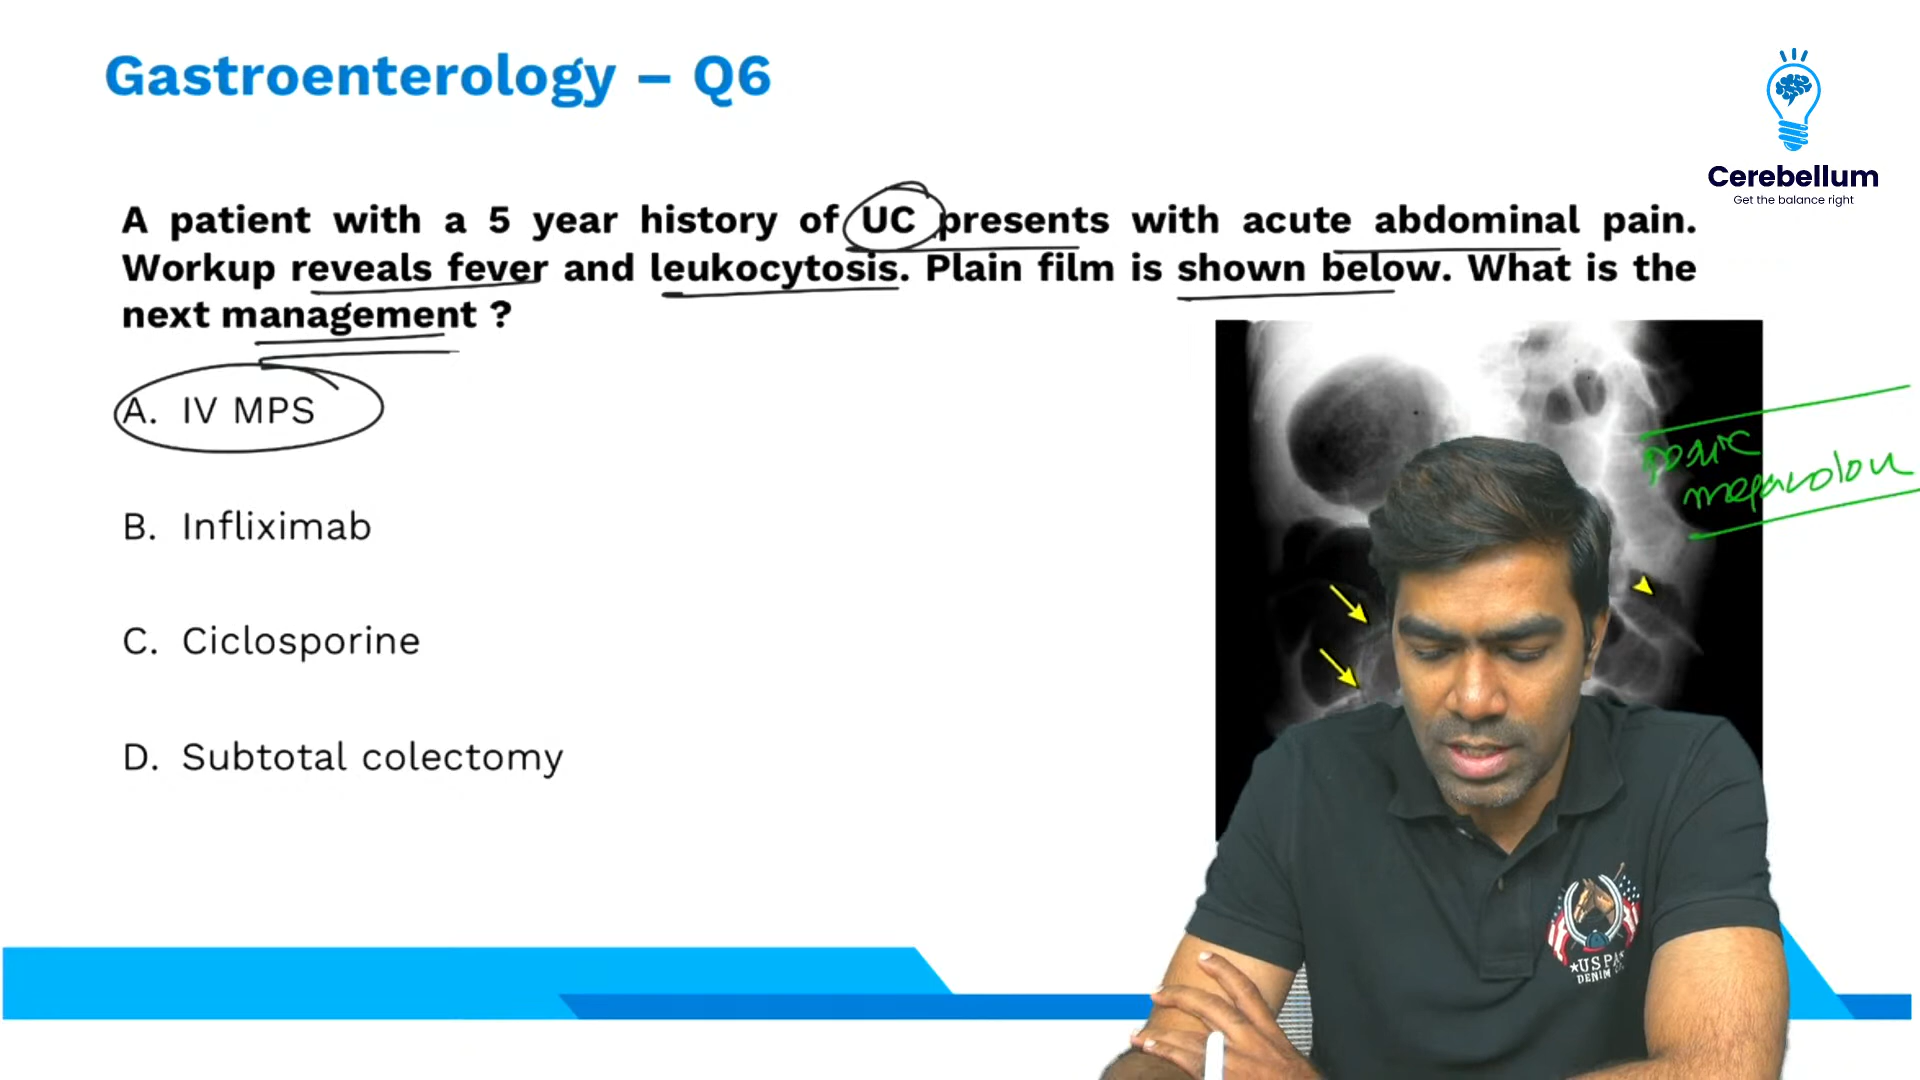 Gastroenterology – Q6
Cerebellum
Get the balance right
A patient with a 5 year history of UC presents with acute abdominal pain.
Workup reveals fever and leukocytosis. Plain film is shown below. What is the
next management ?
A. IV MPS
B. Infliximab
C. Ciclosporine
D. Subtotal colectomy
megacolon
USPA
DENIM CO.